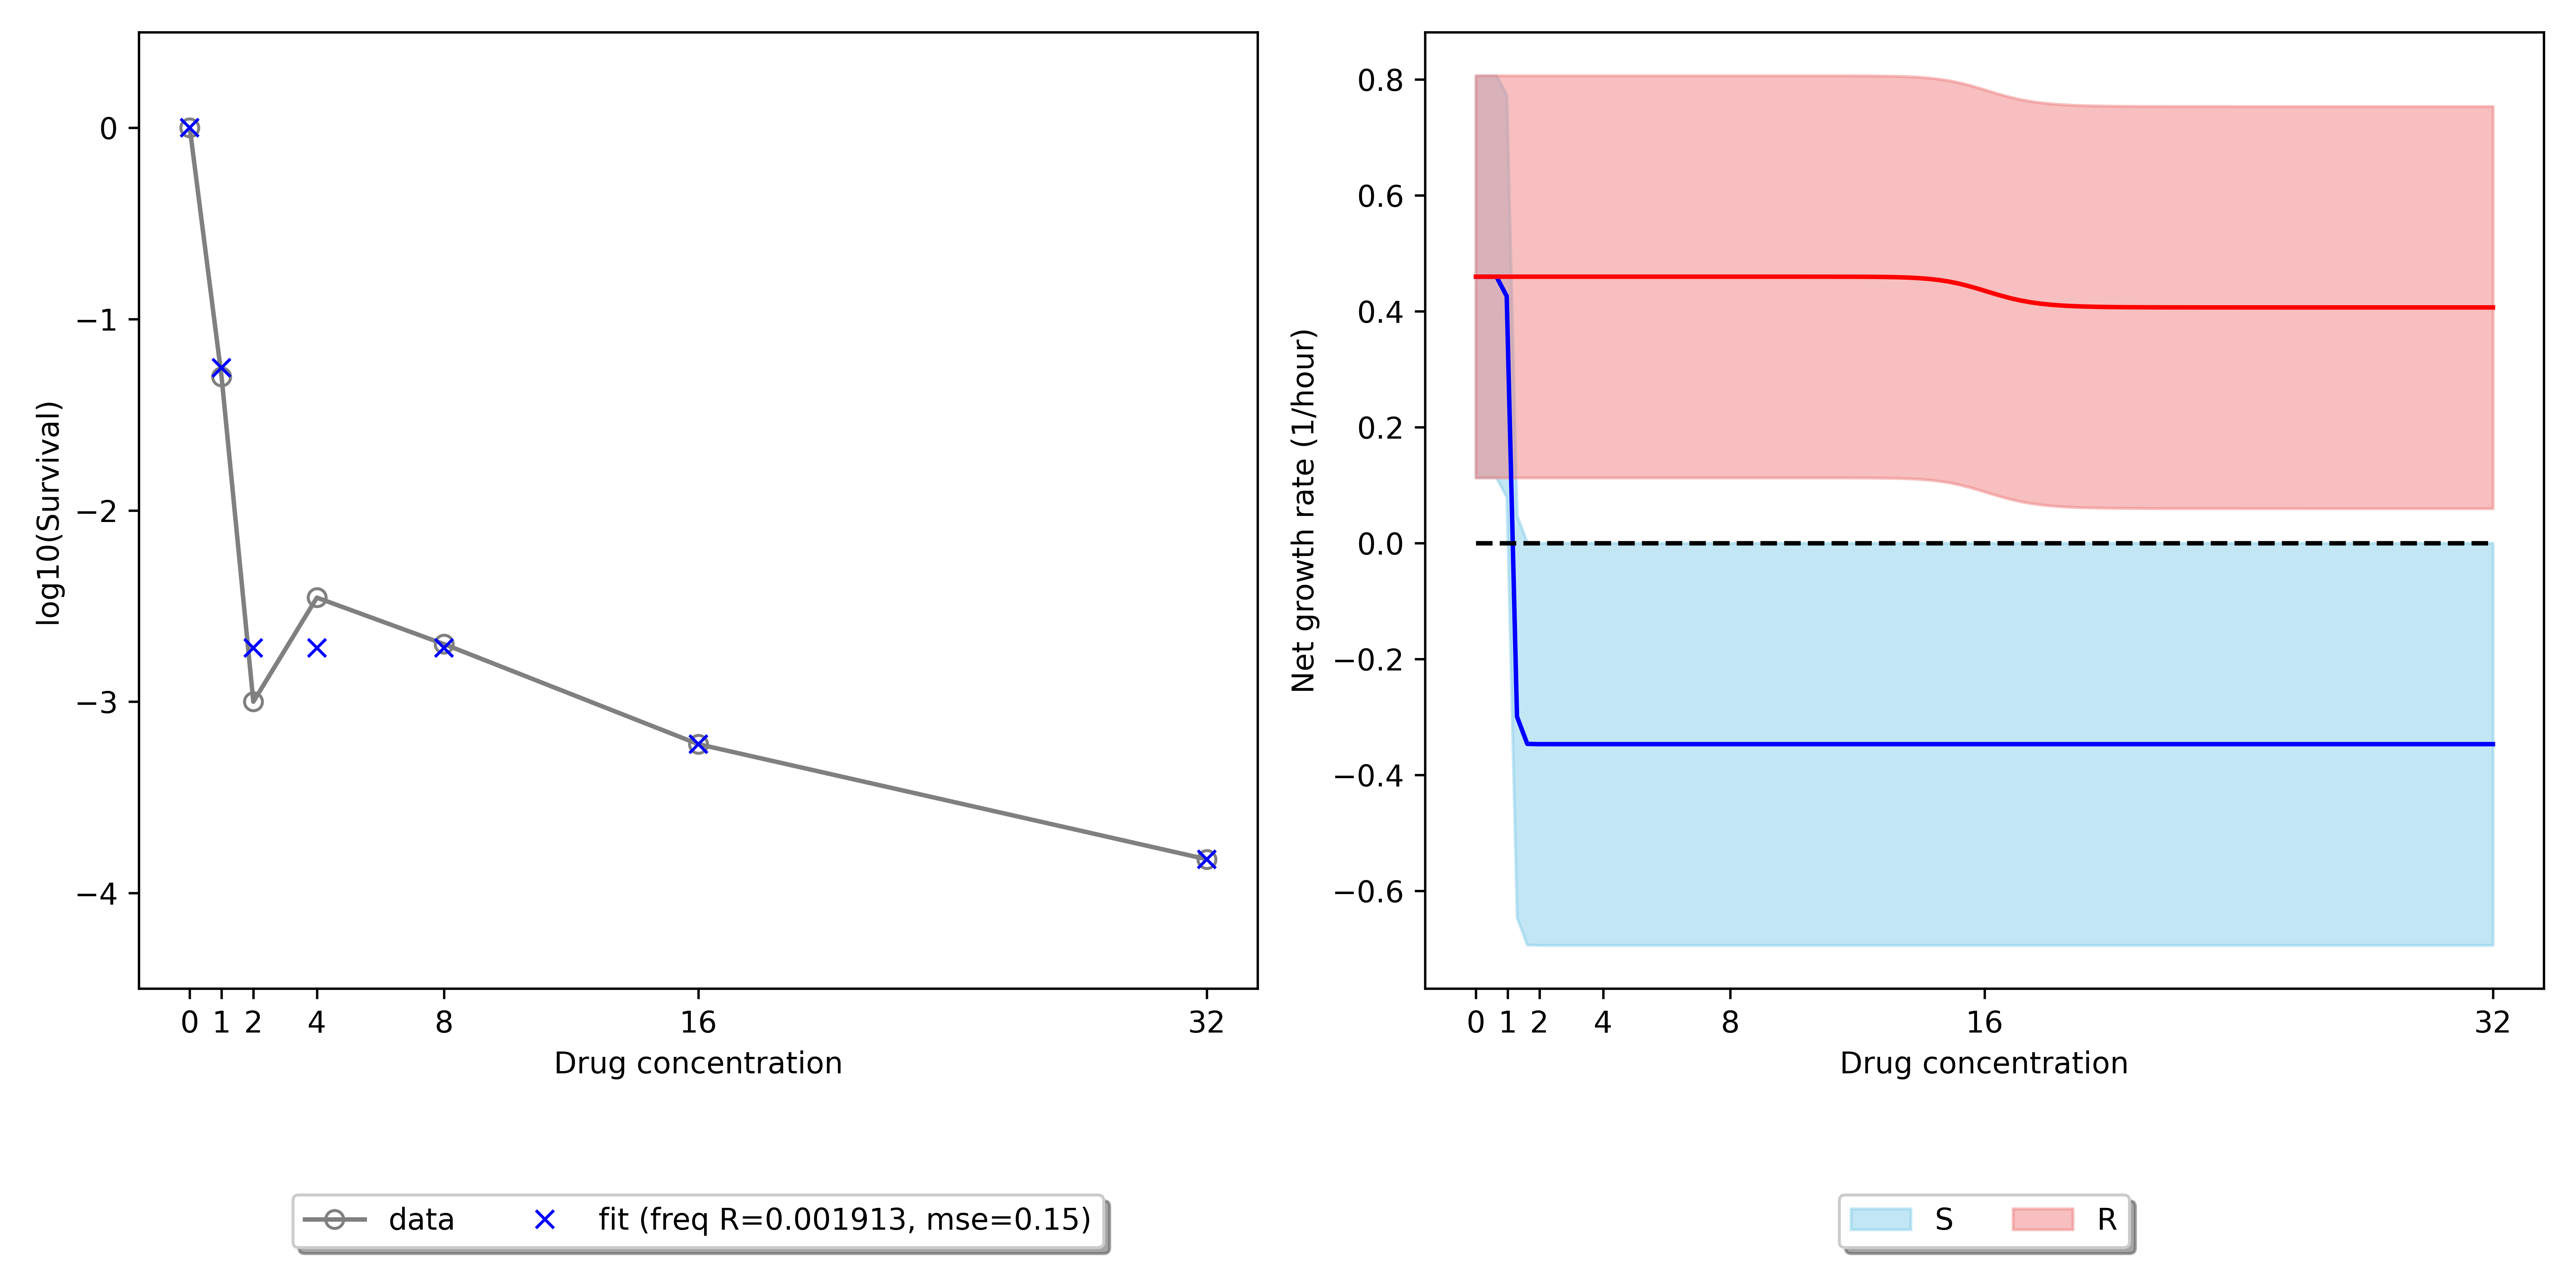 0
−1
−2
−3
−4
log10(Survival)
0 1 2 4 8 16 32
Drug concentration
data fit (freq R=0.001913, mse=0.15)
0.8
0.6
0.4
0.2
0.0
−0.2
−0.4
−0.6
Net growth rate (1/hour)
0 1 2 4 8 16 32
Drug concentration
S R